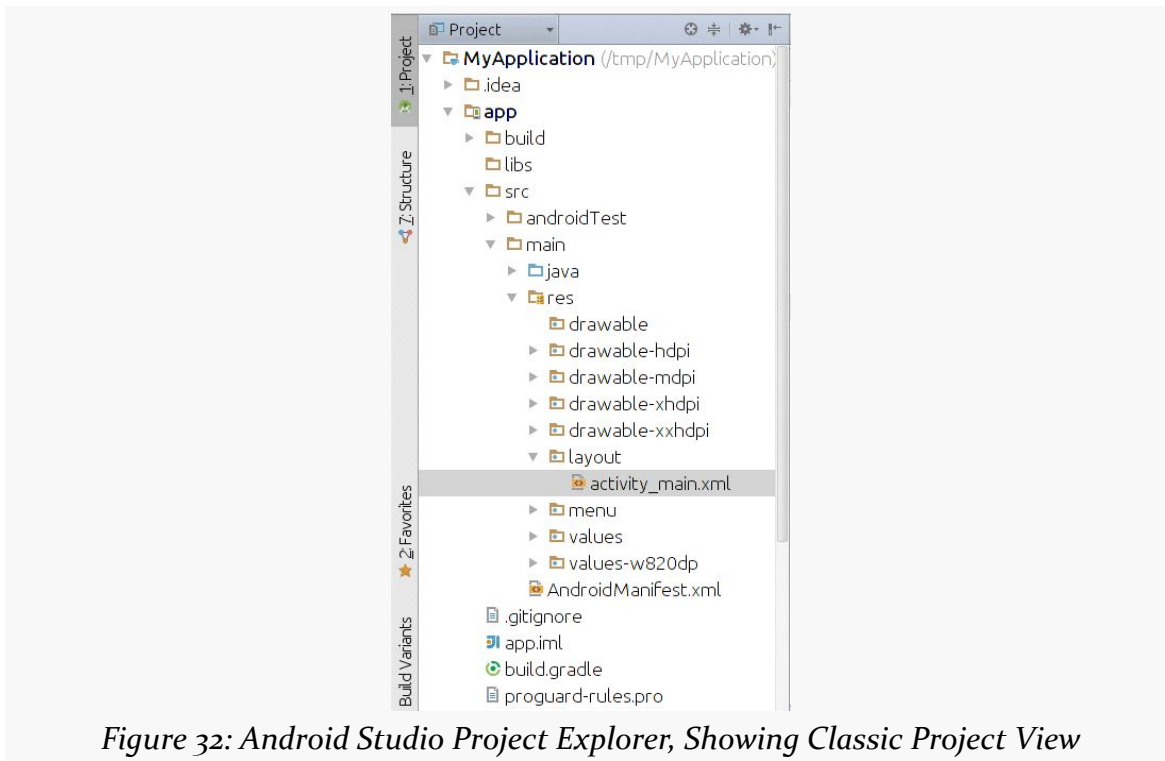 Project
1: Project
7: Structure
2: Favorites
Build Variants
MyApplication (/tmp/MyApplication)
.idea
app
build
libs
src
androidTest
main
java
res
drawable
drawable-hdpi
drawable-mdpi
drawable-xhdpi
drawable-xxhdpi
layout
activity_main.xml
menu
values
values-w820dp
AndroidManifest.xml
.gitignore
app.iml
build.gradle
proguard-rules.pro
Figure 32: Android Studio Project Explorer, Showing Classic Project View